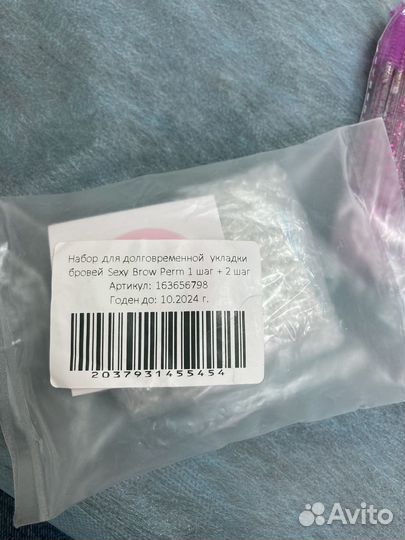 Набор для долговременной укладки
бровей Sexy Brow Perm 1 шаг + 2 шаг
Артикул: 163656798
Годен до: 10.2024 г.
2037931455454
Avito